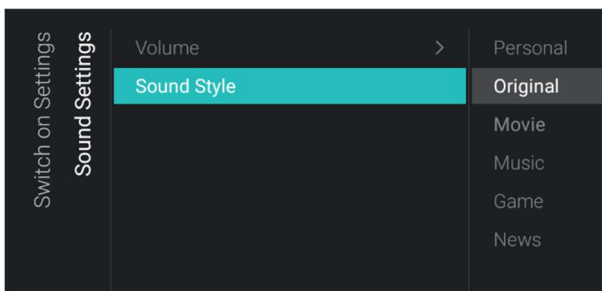 Switch on Settings
Sound Settings
Volume >
Sound Style
Personal
Original
Movie
Music
Game
News